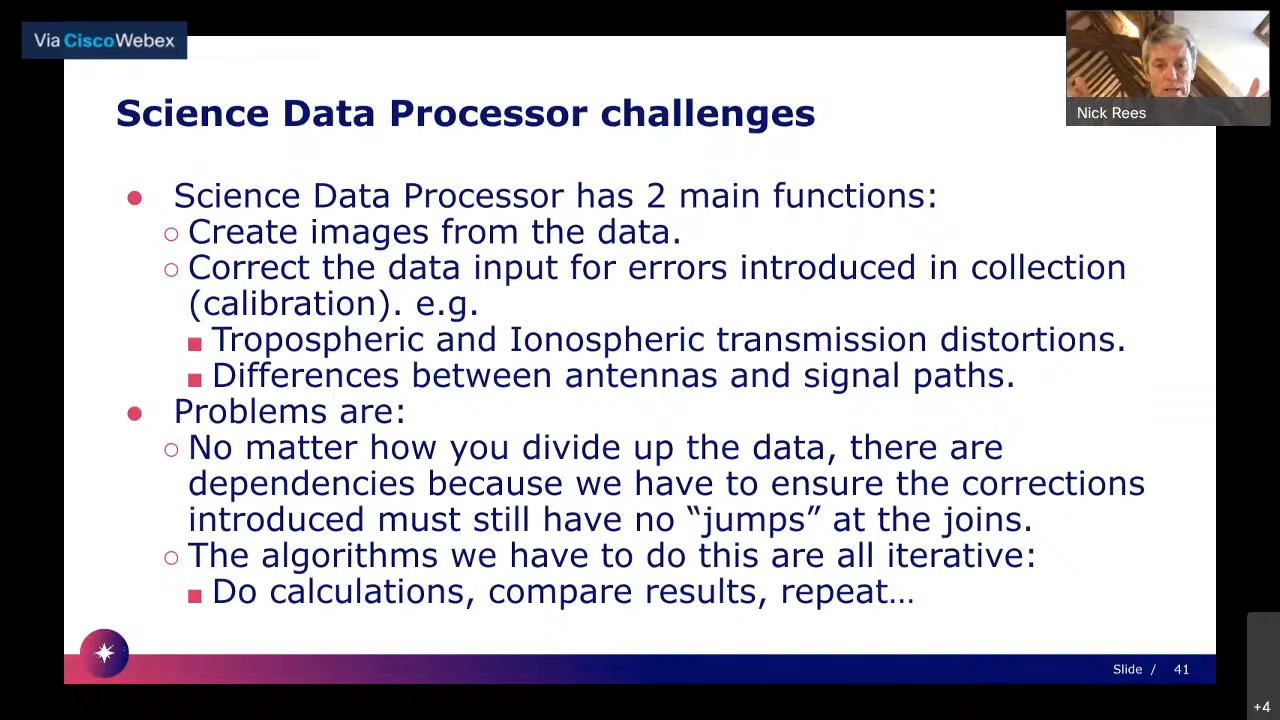 Via Cisco Webex
Nick Rees
Science Data Processor challenges
● Science Data Processor has 2 main functions:
○ Create images from the data.
○ Correct the data input for errors introduced in collection
(calibration). e.g.
■ Tropospheric and Ionospheric transmission distortions.
■ Differences between antennas and signal paths.
● Problems are:
○ No matter how you divide up the data, there are
dependencies because we have to ensure the corrections
introduced must still have no “jumps” at the joins.
○ The algorithms we have to do this are all iterative:
■ Do calculations, compare results, repeat…
Slide / 41
+4